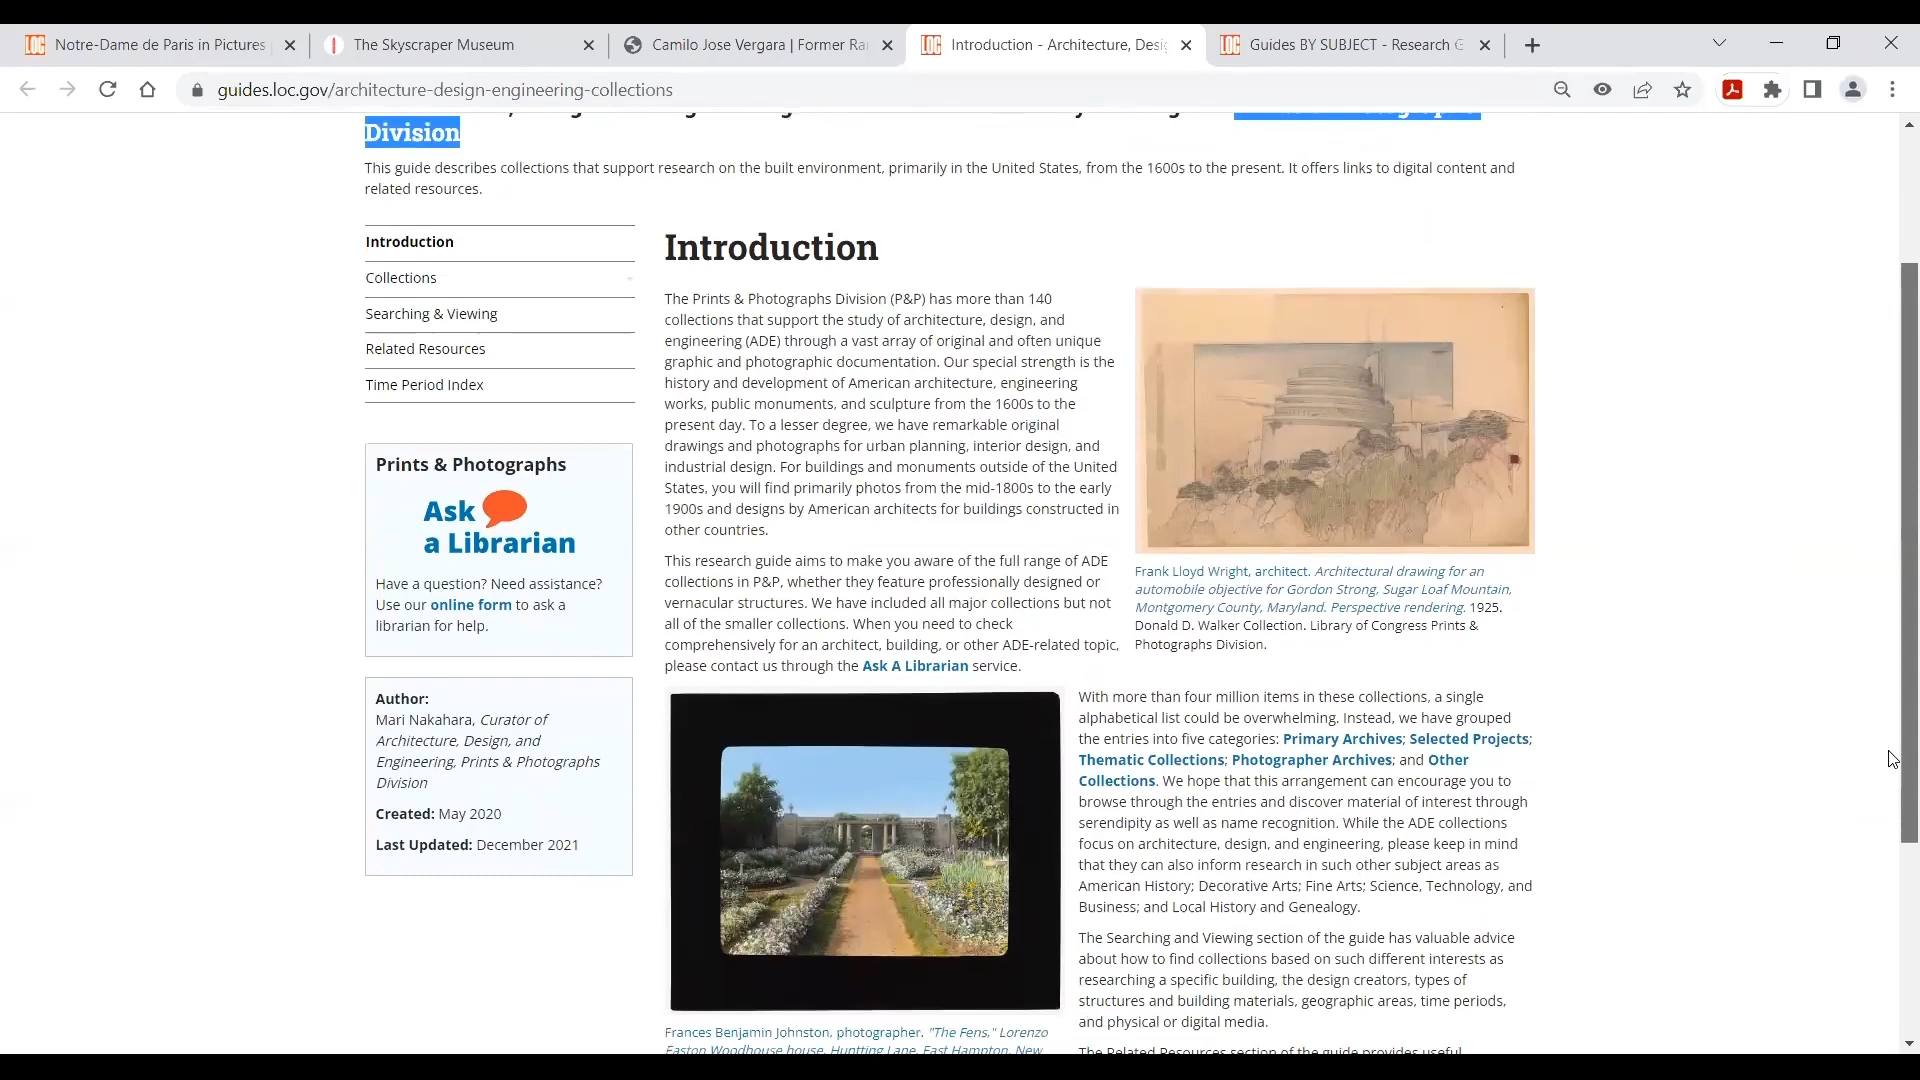 Notre-Dame de Paris in Pictures
The Skyscraper Museum
Camilo Jose Vergara | Former Ra
Introduction - Architecture, Desi
Guides BY SUBJECT - Research G
guides.loc.gov/architecture-design-engineering-collections
Division
This guide describes collections that support research on the built environment, primarily in the United States, from the 1600s to the present. It offers links to digital content and
related resources.
Introduction
Collections
Searching & Viewing
Related Resources
Time Period Index
Prints & Photographs
Ask
a Librarian
Have a question? Need assistance?
Use our online form to ask a
librarian for help.
Author:
Mari Nakahara, Curator of
Architecture, Design, and
Engineering, Prints & Photographs
Division
Created: May 2020
Last Updated: December 2021
Introduction
The Prints & Photographs Division (P&P) has more than 140
collections that support the study of architecture, design, and
engineering (ADE) through a vast array of original and often unique
graphic and photographic documentation. Our special strength is the
history and development of American architecture, engineering
works, public monuments, and sculpture from the 1600s to the
present day. To a lesser degree, we have remarkable original
drawings and photographs for urban planning, interior design, and
industrial design. For buildings and monuments outside of the United
States, you will find primarily photos from the mid-1800s to the early
1900s and designs by American architects for buildings constructed in
other countries.
This research guide aims to make you aware of the full range of ADE
collections in P&P, whether they feature professionally designed or
vernacular structures. We have included all major collections but not
all of the smaller collections. When you need to check
comprehensively for an architect, building, or other ADE-related topic,
please contact us through the Ask A Librarian service.
Frank Lloyd Wright, architect. Architectural drawing for an
automobile objective for Gordon Strong, Sugar Loaf Mountain,
Montgomery County, Maryland. Perspective rendering. 1925.
Donald D. Walker Collection. Library of Congress Prints &
Photographs Division.
Frances Benjamin Johnston, photographer. "The Fens," Lorenzo
Easton Woodhouse house, Huntting Lane, East Hampton, New
With more than four million items in these collections, a single
alphabetical list could be overwhelming. Instead, we have grouped
the entries into five categories: Primary Archives; Selected Projects;
Thematic Collections; Photographer Archives; and Other
Collections. We hope that this arrangement can encourage you to
browse through the entries and discover material of interest through
serendipity as well as name recognition. While the ADE collections
focus on architecture, design, and engineering, please keep in mind
that they can also inform research in such other subject areas as
American History; Decorative Arts; Fine Arts; Science, Technology, and
Business; and Local History and Genealogy.
The Searching and Viewing section of the guide has valuable advice
about how to find collections based on such different interests as
researching a specific building, the design creators, types of
structures and building materials, geographic areas, time periods,
and physical or digital media.
The Related Resources section of the guide provides useful